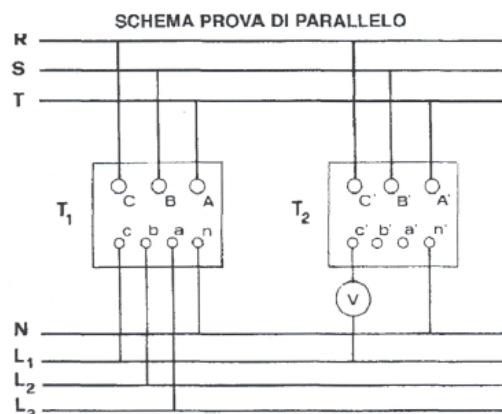 SCHEMA PROVA DI PARALLELO
R
S
T
C B A
C' B' A'
T1
T2
c b a n
c' b' a' n'
V
N
L1
L2
L3